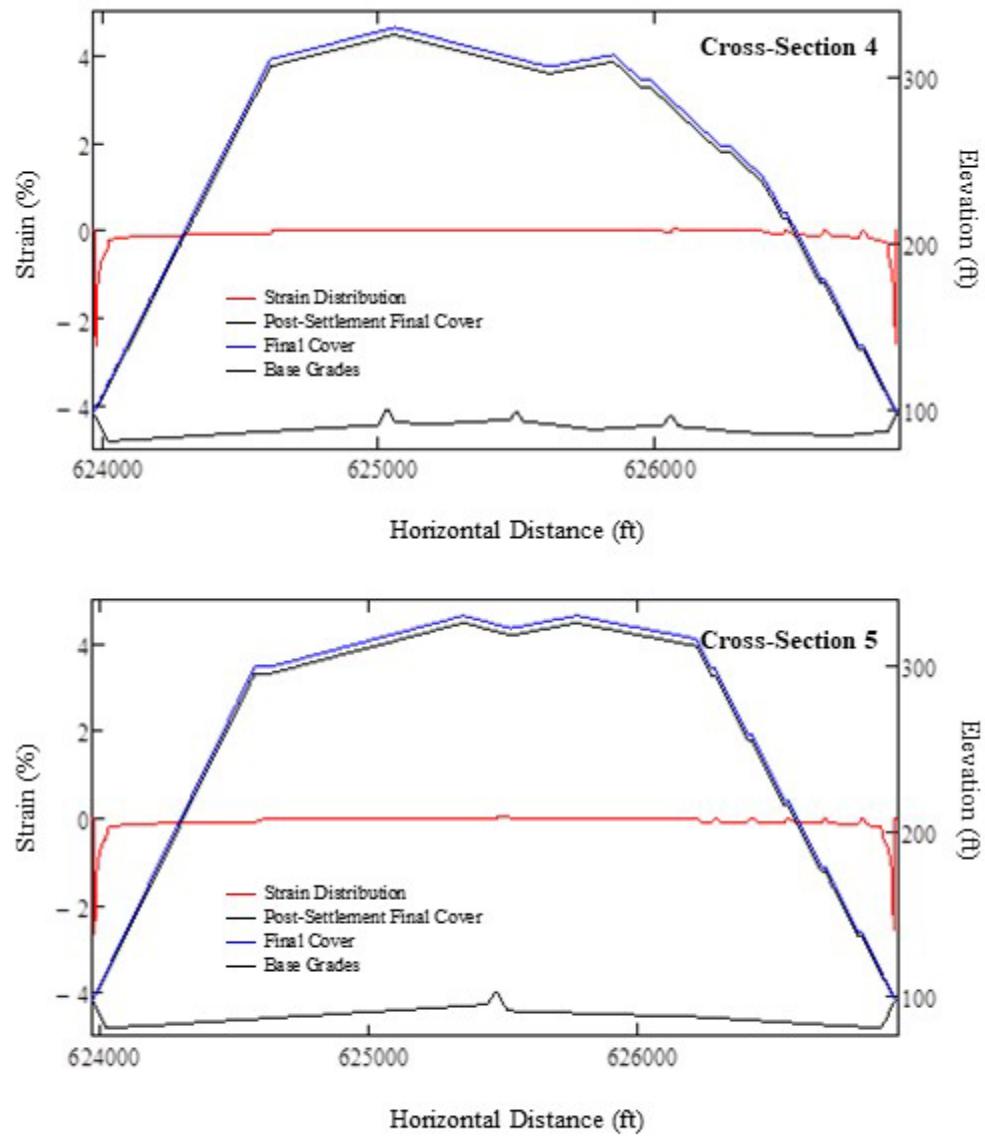 Cross-Section 4
4
2
0
− 2
− 4
Strain (%)
300
200
100
Elevation (ft)
Strain Distribution
Post-Settlement Final Cover
Final Cover
Base Grades
624000 625000 626000
Horizontal Distance (ft)
Cross-Section 5
4
2
0
− 2
− 4
Strain (%)
300
200
100
Elevation (ft)
Strain Distribution
Post-Settlement Final Cover
Final Cover
Base Grades
624000 625000 626000
Horizontal Distance (ft)